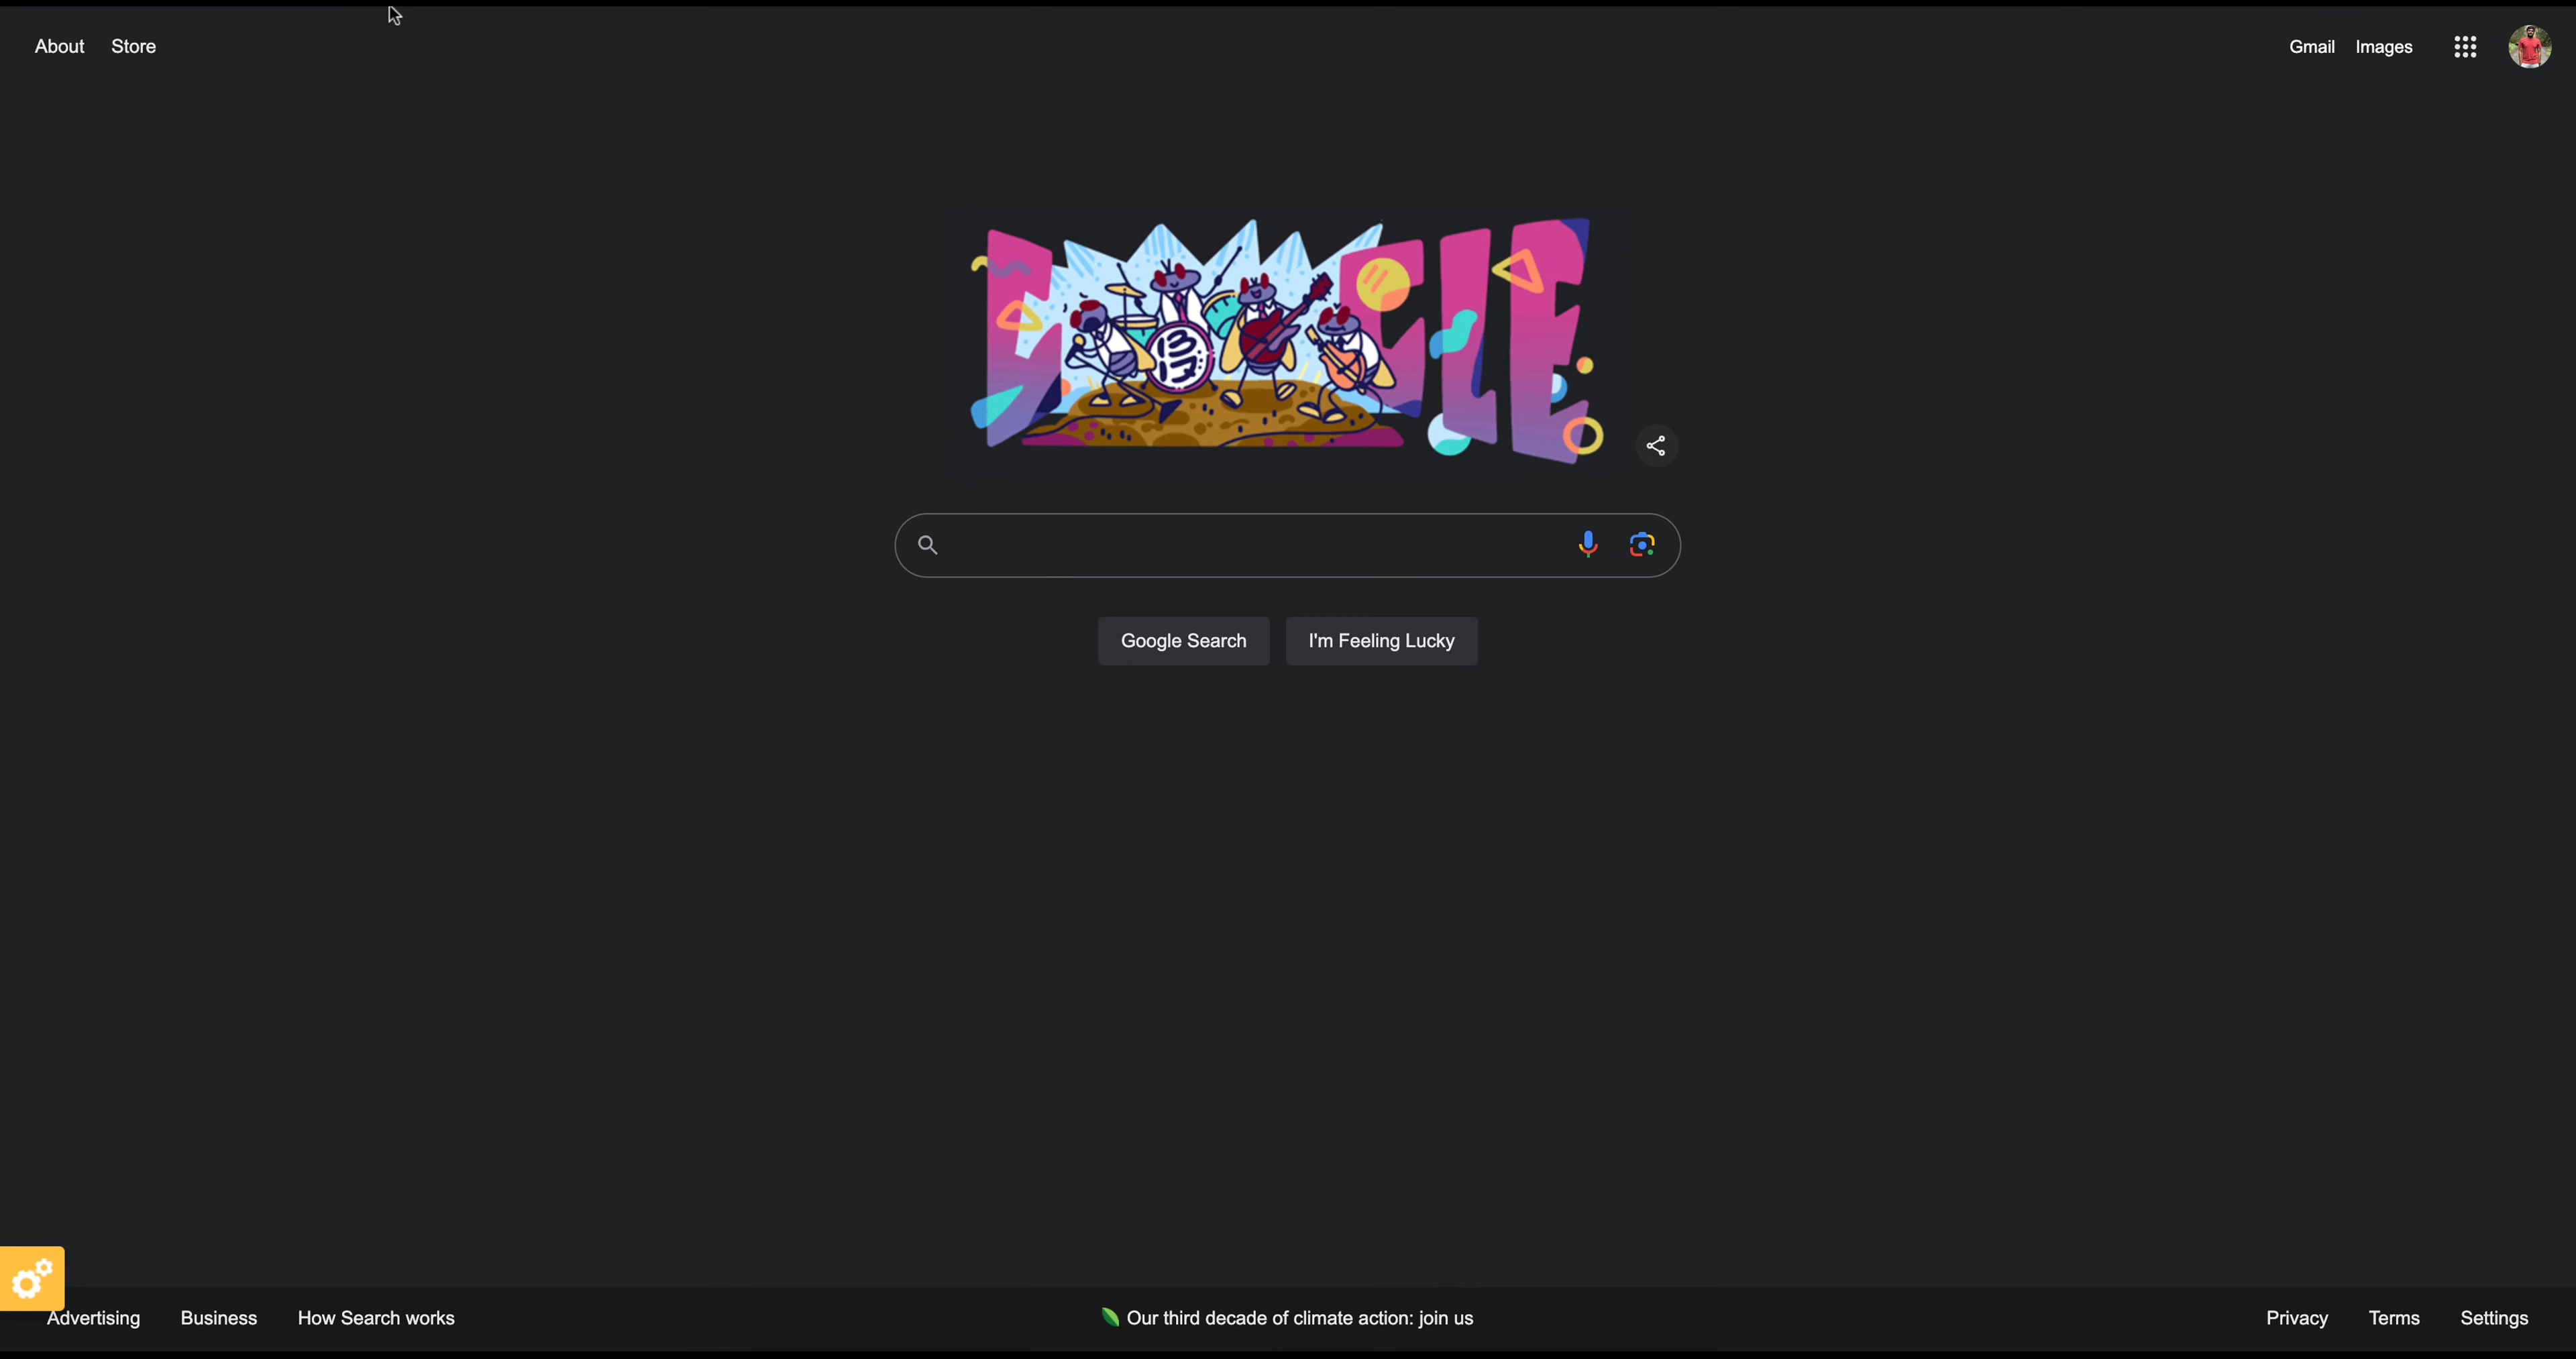 About Store
Gmail Images
Google Search I'm Feeling Lucky
Advertising Business How Search works
Our third decade of climate action: join us
Privacy Terms Settings